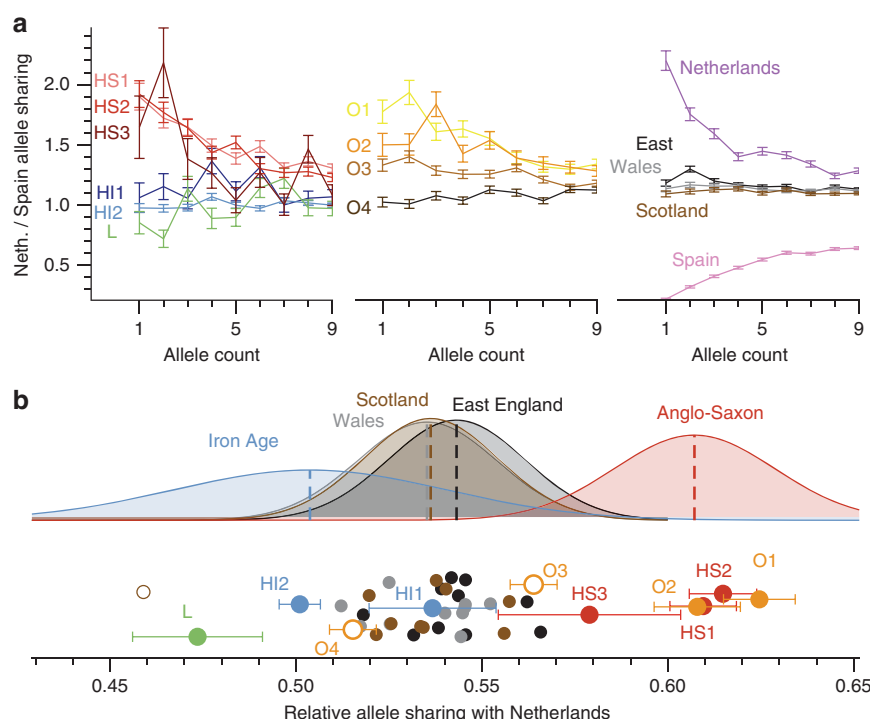 a
Neth. / Spain allele sharing
2.0
1.5
1.0
0.5
HS1
HS2
HS3
HI1
HI2
L
1 5 9
Allele count
O1
O2
O3
O4
1 5 9
Allele count
Netherlands
East
Wales
Scotland
Spain
1 5 9
Allele count
b
Iron Age
Scotland
Wales
East England
Anglo-Saxon
L
HI2
O4
HI1
O3
HS3
O2
HS1
HS2
O1
0.45 0.50 0.55 0.60 0.65
Relative allele sharing with Netherlands